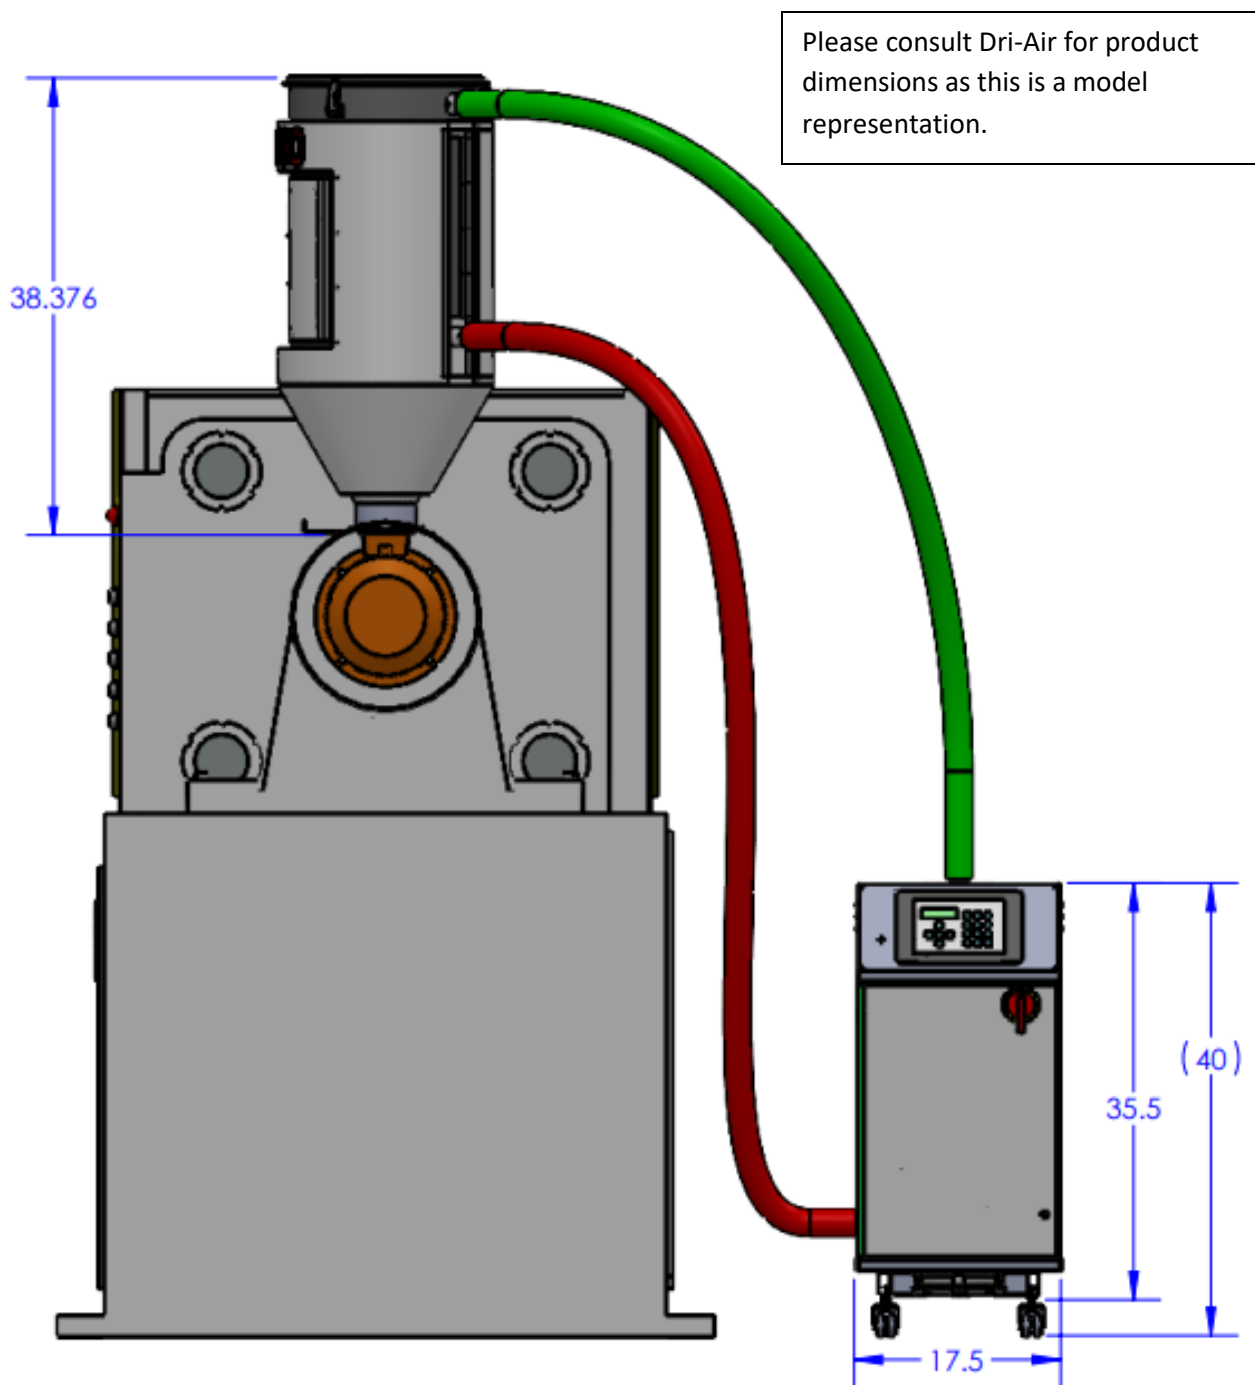 Please consult Dri-Air for product
dimensions as this is a model
representation.
38.376
(40)
35.5
17.5